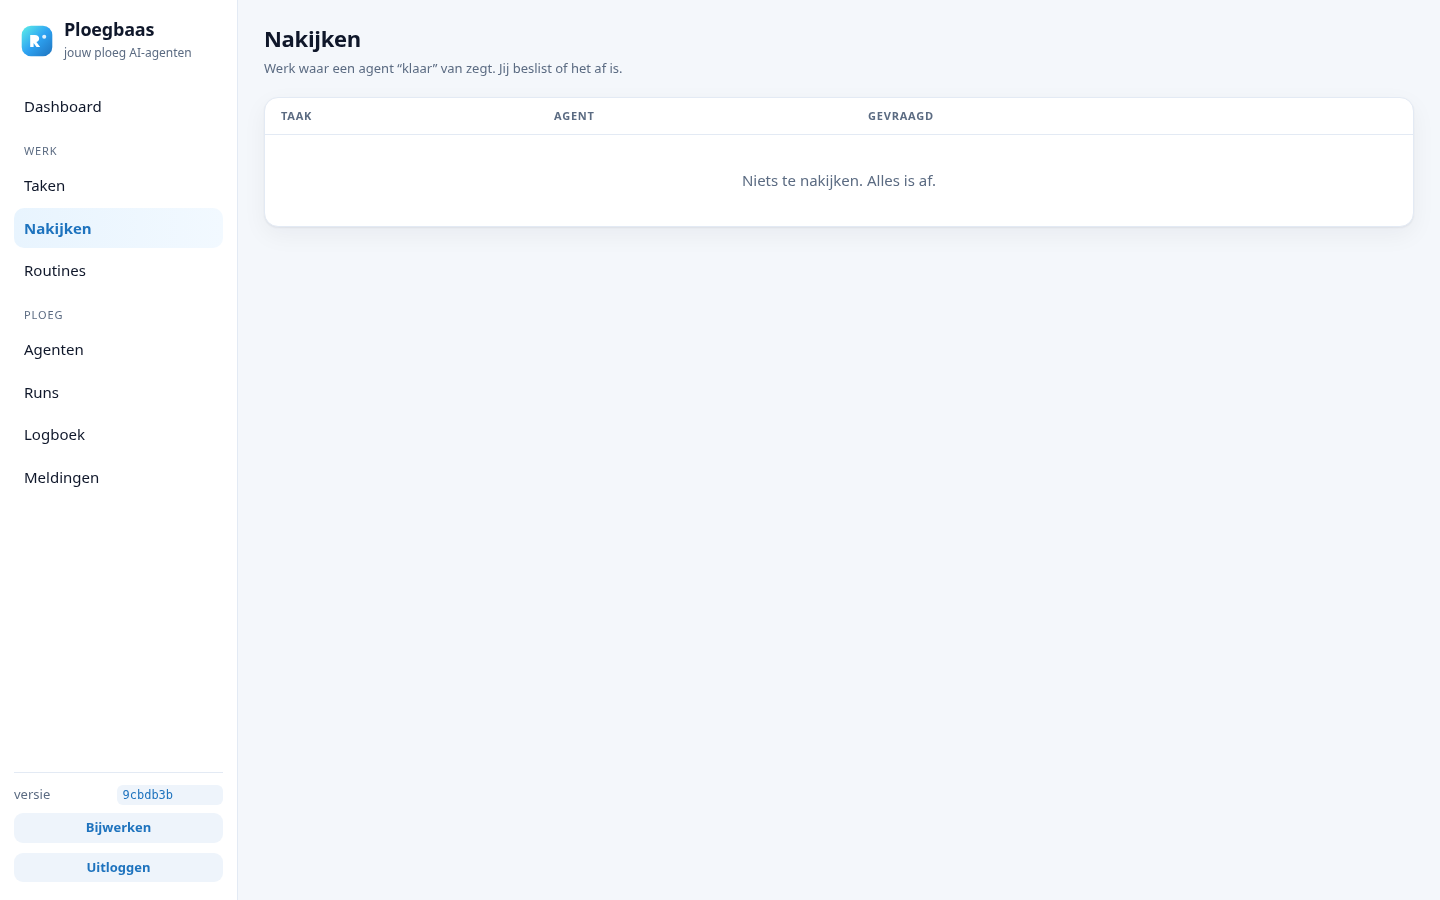 Ploegbaas
jouw ploeg AI-agenten
Dashboard
WERK
Taken
Nakijken
Routines
PLOEG
Agenten
Runs
Logboek
Meldingen
versie 9cbdb3b
Bijwerken
Uitloggen
Nakijken
Werk waar een agent “klaar” van zegt. Jij beslist of het af is.
TAAK AGENT GEVRAAGD
Niets te nakijken. Alles is af.